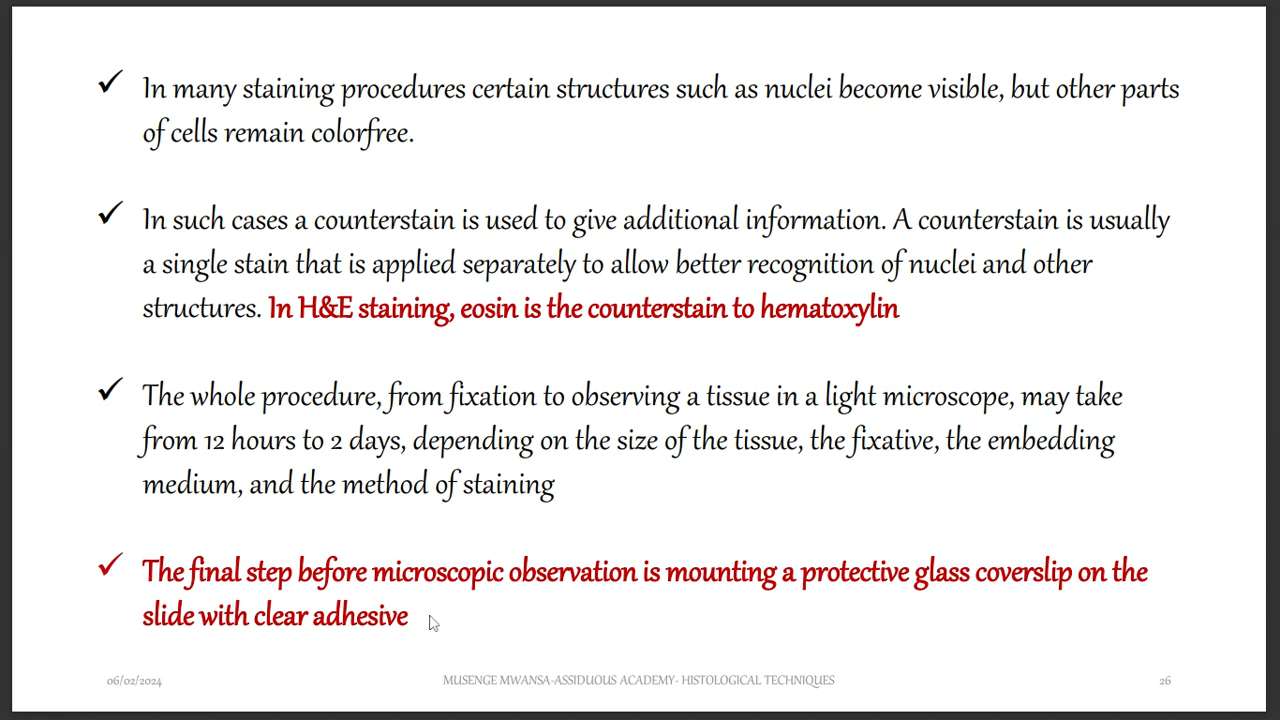 ✓ In many staining procedures certain structures such as nuclei become visible, but other parts
of cells remain colorfree.
✓ In such cases a counterstain is used to give additional information. A counterstain is usually
a single stain that is applied separately to allow better recognition of nuclei and other
structures. In H&E staining, eosin is the counterstain to hematoxylin
✓ The whole procedure, from fixation to observing a tissue in a light microscope, may take
from 12 hours to 2 days, depending on the size of the tissue, the fixative, the embedding
medium, and the method of staining
✓ The final step before microscopic observation is mounting a protective glass coverslip on the
slide with clear adhesive
06/02/2024 MUSENGE MWANSA-ASSIDUOUS ACADEMY- HISTOLOGICAL TECHNIQUES 26